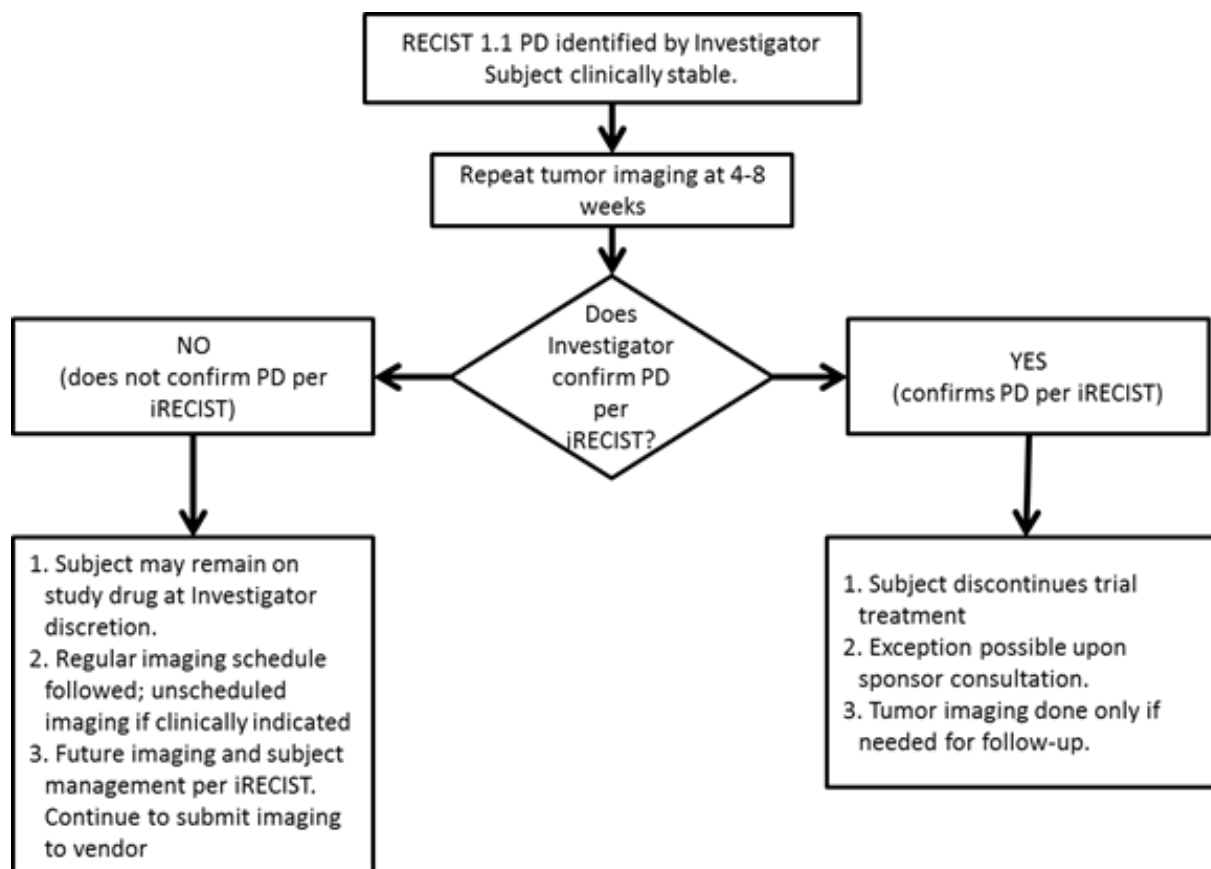 RECIST 1.1 PD identified by Investigator
Subject clinically stable.
Repeat tumor imaging at 4-8
weeks
Does
Investigator
confirm PD
per
iRECIST?
NO
(does not confirm PD per
iRECIST)
YES
(confirms PD per iRECIST)
1. Subject may remain on
study drug at Investigator
discretion.
2. Regular imaging schedule
followed; unscheduled
imaging if clinically indicated
3. Future imaging and subject
management per iRECIST.
Continue to submit imaging
to vendor
1. Subject discontinues trial
treatment
2. Exception possible upon
sponsor consultation.
3. Tumor imaging done only if
needed for follow-up.